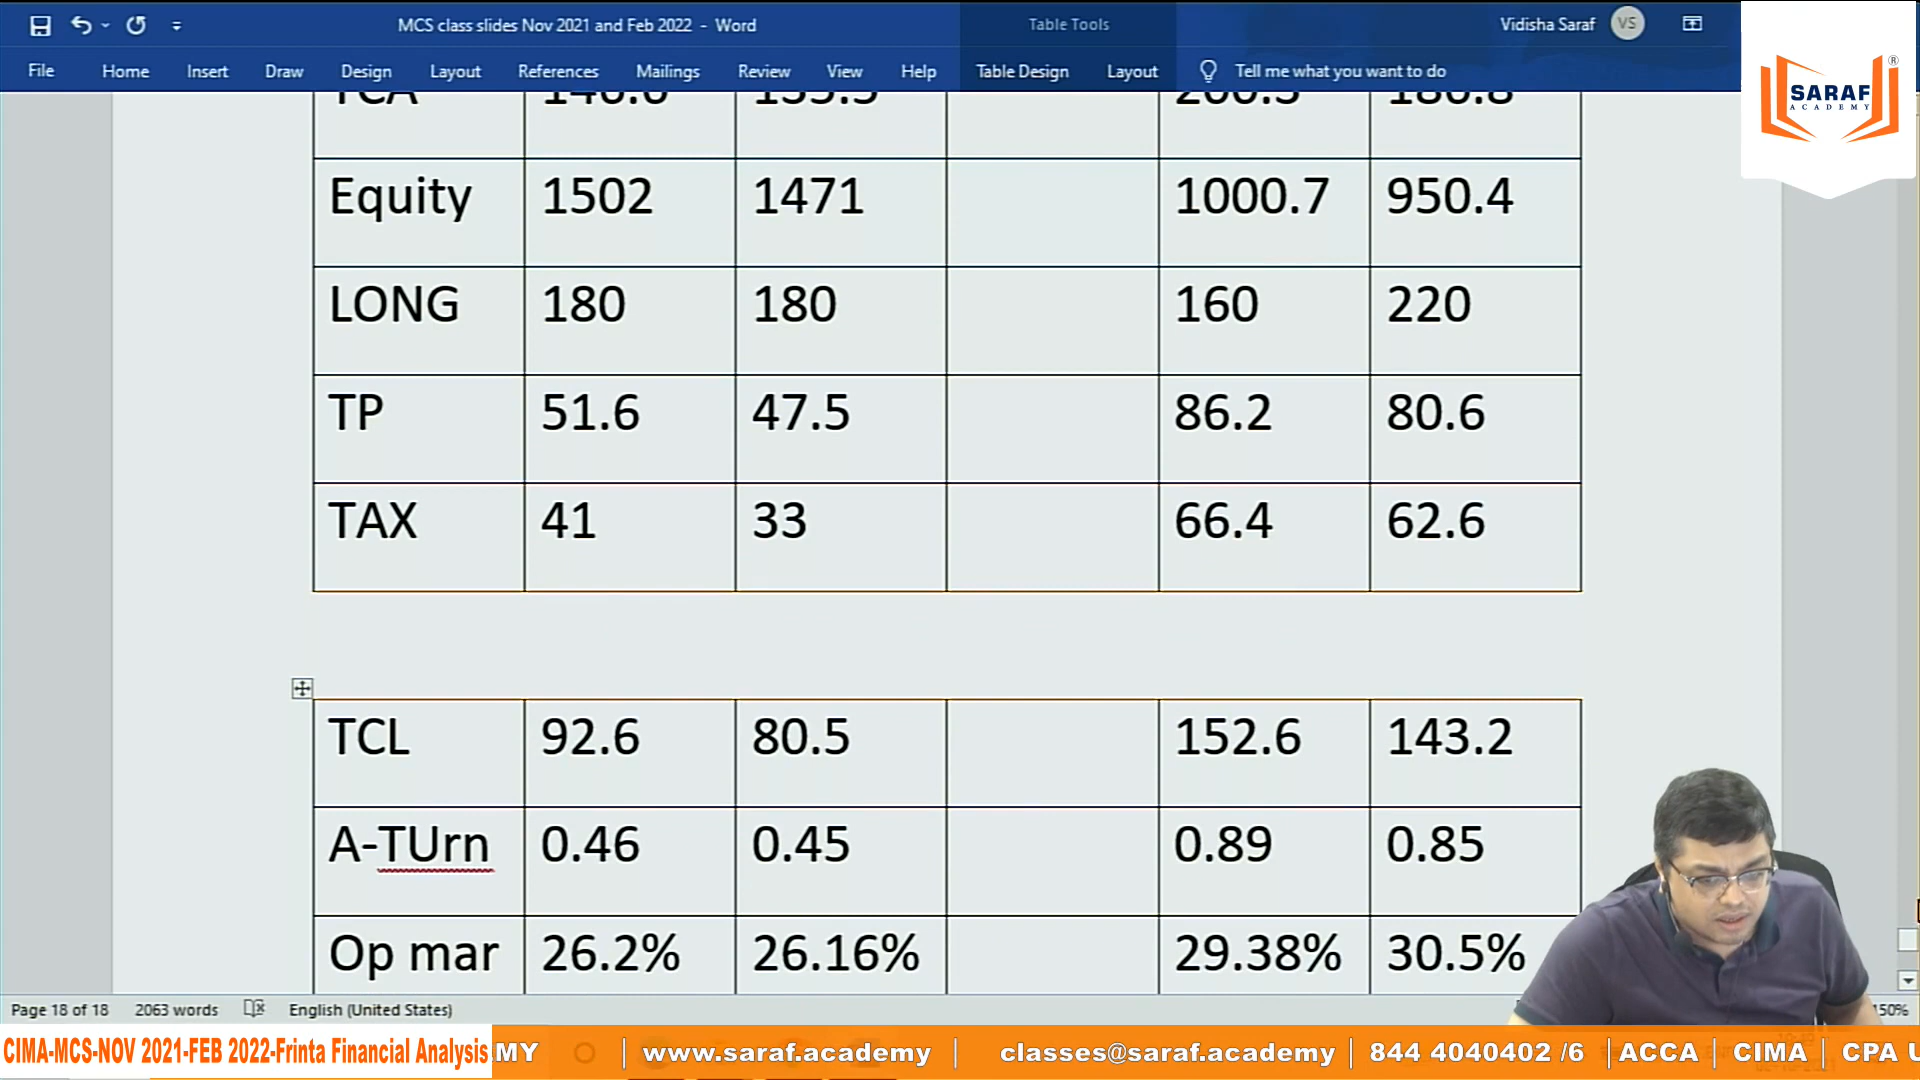 MCS class slides Nov 2021 and Feb 2022 - Word
Table Tools
Vidisha Saraf
VS
File
Home
Insert
Draw
Design
Layout
References
Mailings
Review
View
Help
Table Design
Layout
Tell me what you want to do
SARAF
ACADEMY
®
Equity 1502 1471 1000.7 950.4
LONG 180 180 160 220
TP 51.6 47.5 86.2 80.6
TAX 41 33 66.4 62.6
TCL 92.6 80.5 152.6 143.2
A-TUrn 0.46 0.45 0.89 0.85
Op mar 26.2% 26.16% 29.38% 30.5%
Page 18 of 18
2063 words
English (United States)
150%
CIMA-MCS-NOV 2021-FEB 2022-Frinta Financial Analysis
MY | www.saraf.academy | classes@saraf.academy | 844 4040402 /6 | ACCA | CIMA | CPA U